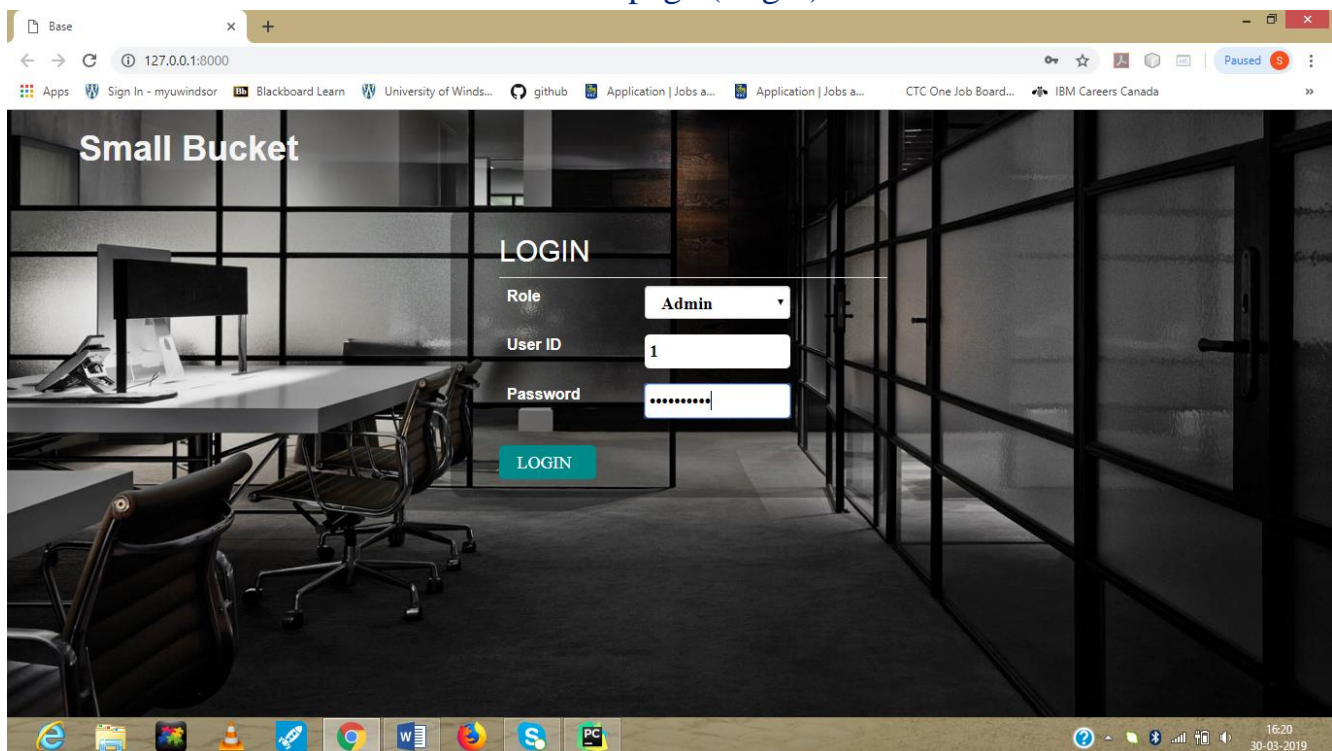 Base
127.0.0.1:8000
Paused S
Apps Sign In - myuwindsor Bb Blackboard Learn University of Winds... github Application | Jobs a... Application | Jobs a... CTC One Job Board... IBM Careers Canada »
Small Bucket
LOGIN
Role Admin
User ID 1
Password ••••••••••
LOGIN
16:20
30-03-2019